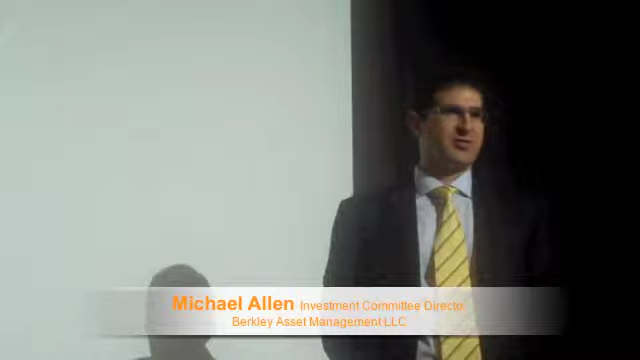 Michael Allen Investment Committee Directo
Berkley Asset Management LLC